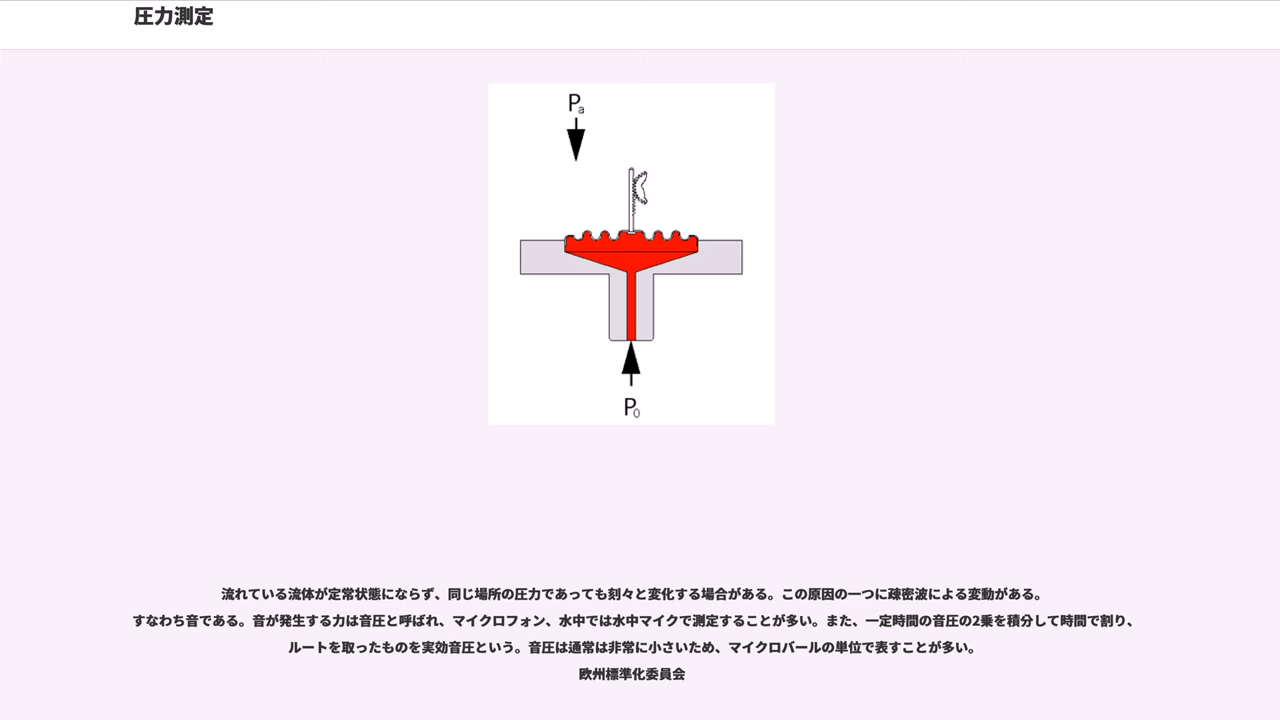 圧力測定
Pa
P0
流れている流体が定常状態にならず、同じ場所の圧力であっても刻々と変化する場合がある。この原因の一つに疎密波による変動がある。
すなわち音である。音が発生する力は音圧と呼ばれ、マイクロフォン、水中では水中マイクで測定することが多い。また、一定時間の音圧の2乗を積分して時間で割り、
ルートを取ったものを実効音圧という。音圧は通常は非常に小さいため、マイクロバールの単位で表すことが多い。
欧州標準化委員会